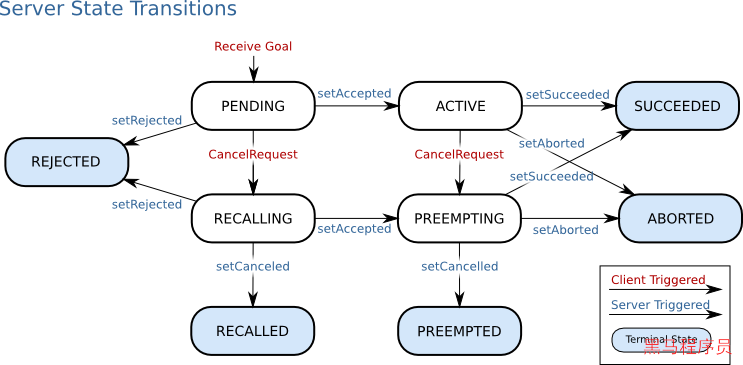 Server State Transitions
Receive Goal
PENDING
setAccepted
ACTIVE
setSucceeded
SUCCEEDED
setRejected
REJECTED
CancelRequest
CancelRequest
setAborted
setSucceeded
setRejected
RECALLING
setAccepted
PREEMPTING
setAborted
ABORTED
setCanceled
setCancelled
RECALLED
PREEMPTED
Client Triggered
Server Triggered
Terminal State
黑马程序员